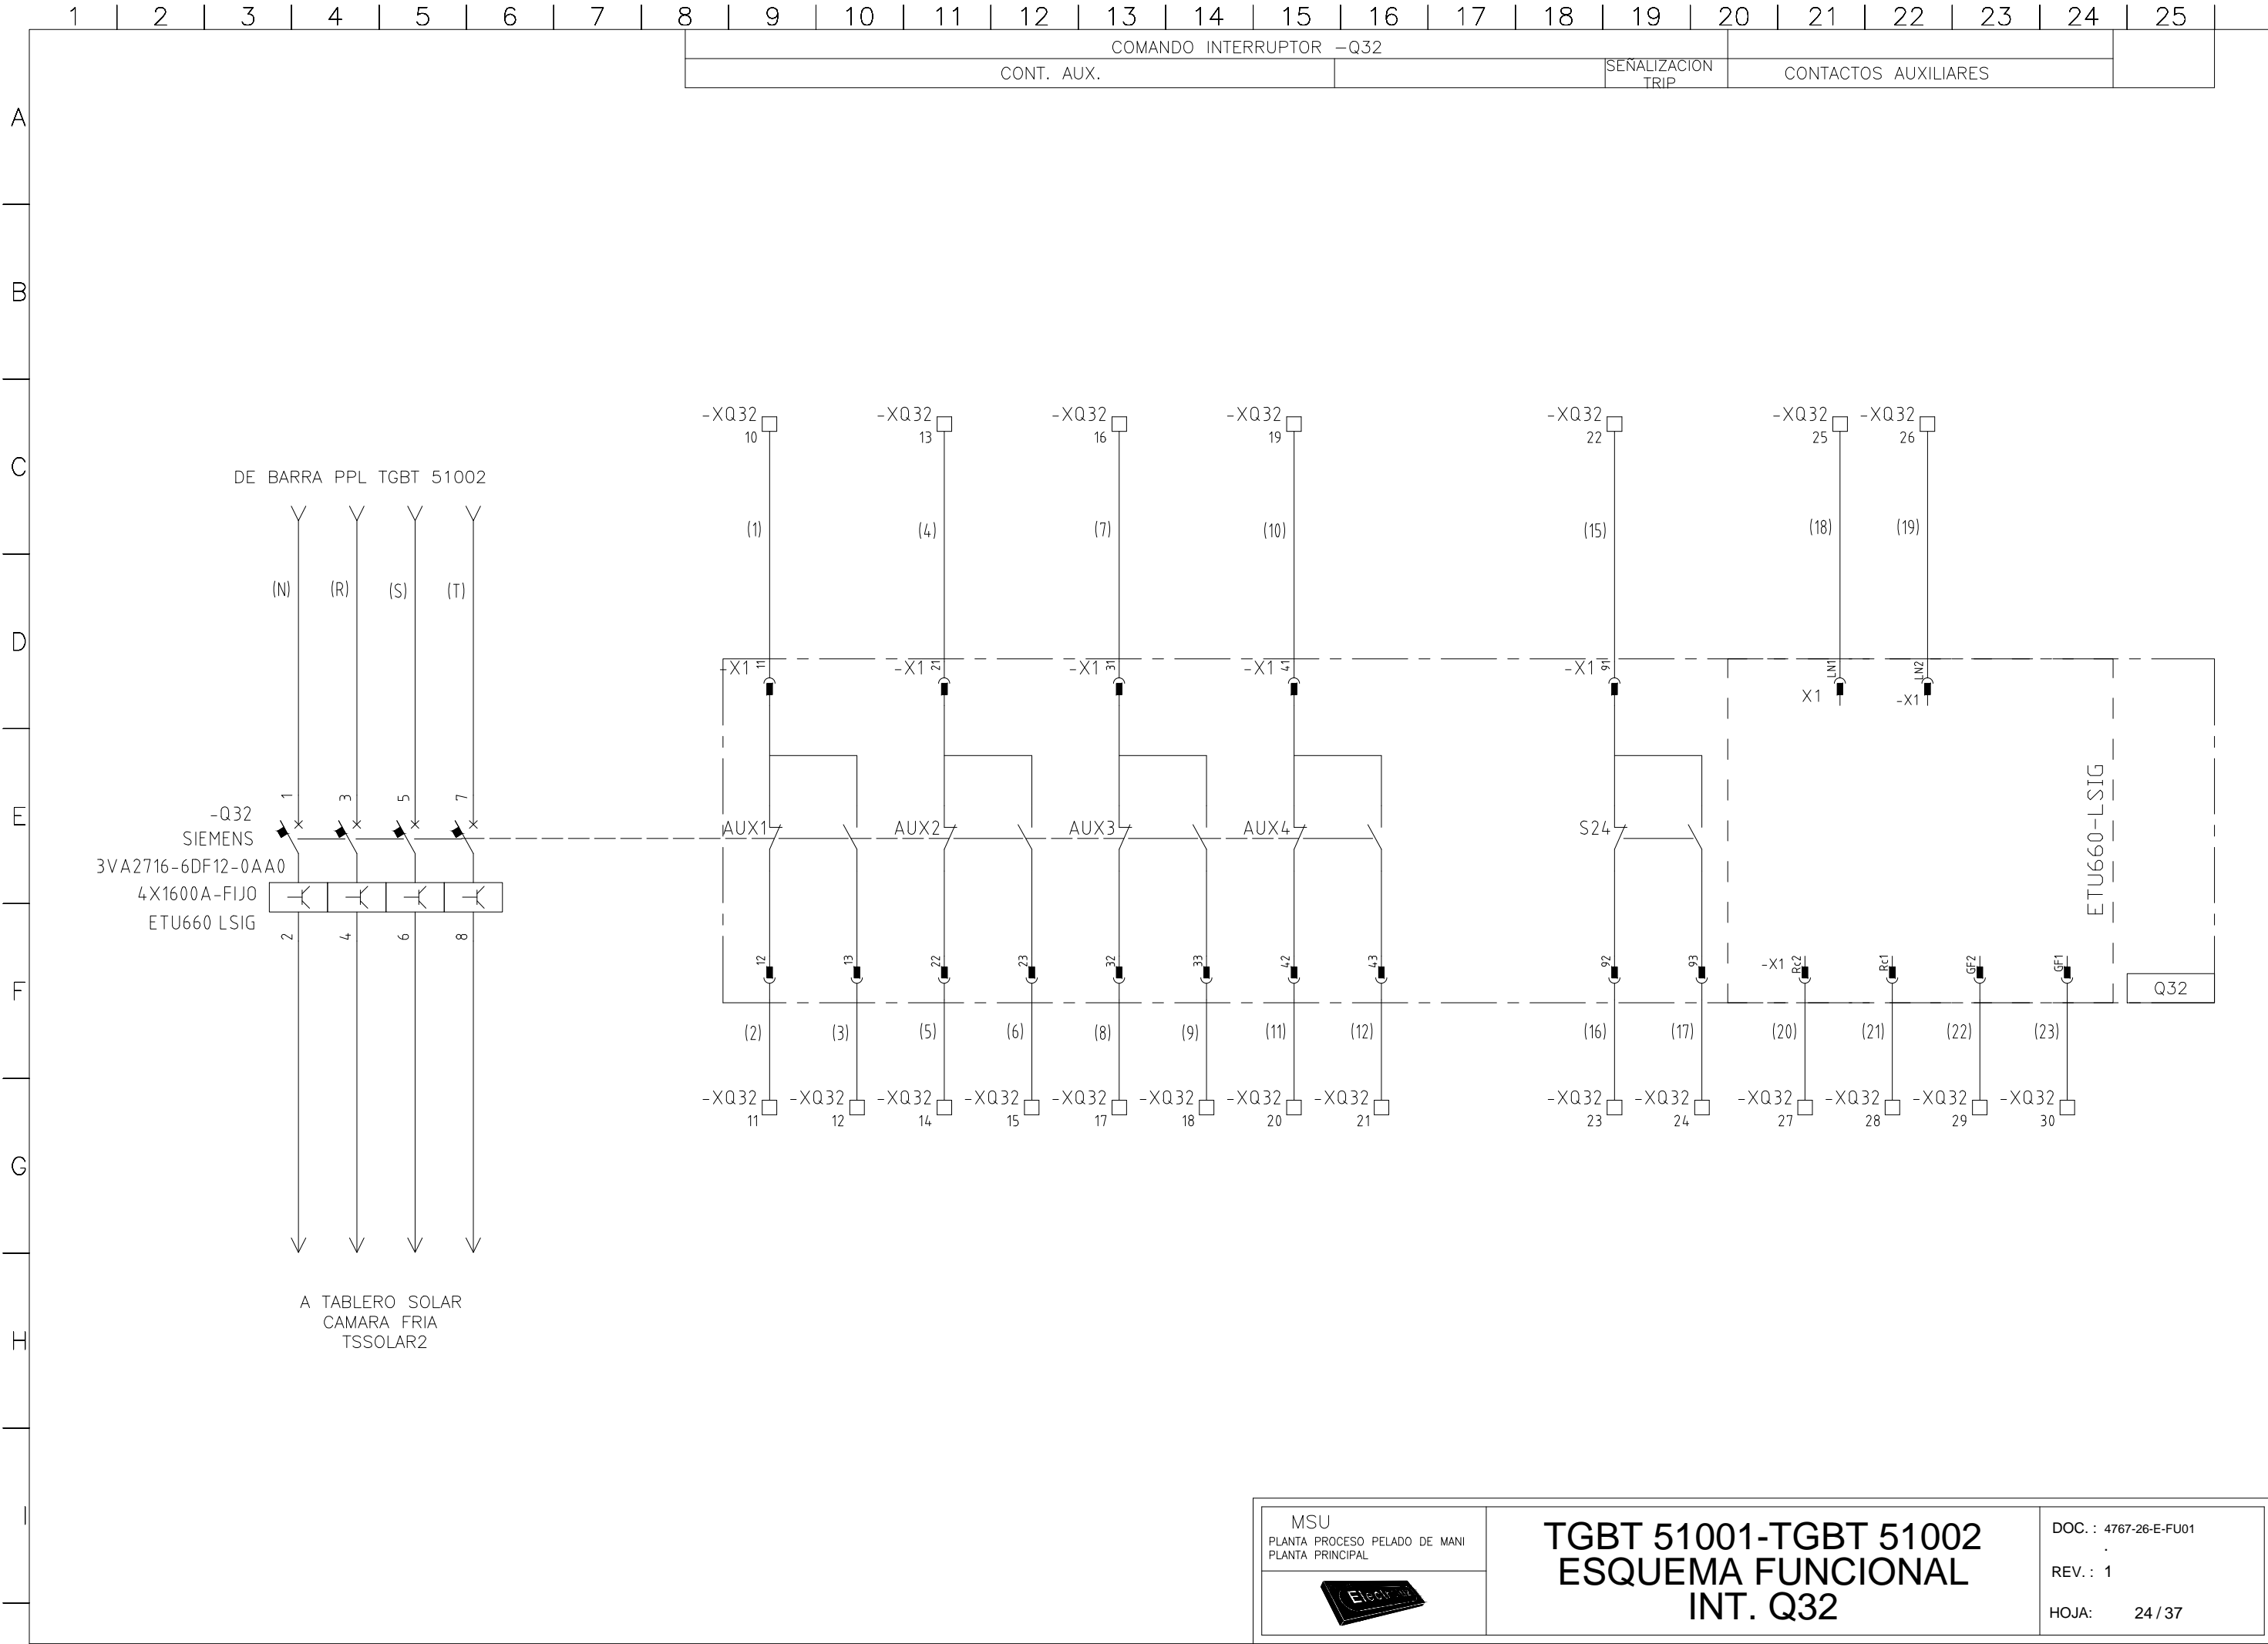 1 2 3 4 5 6 7 8 9 10 11 12 13 14 15 16 17 18 19 20 21 22 23 24 25
COMANDO INTERRUPTOR -Q32
CONT. AUX.
SEÑALIZACION
TRIP
CONTACTOS AUXILIARES
A
B
C
D
E
F
G
H
I
-XQ32 -XQ32 -XQ32 -XQ32 -XQ32 -XQ32 -XQ32
10 13 16 19 22 25 26
DE BARRA PPL TGBT 51002
(1) (4) (7) (10) (15) (18) (19)
(N) (R) (S) (T)
-X1 11 -X1 21 -X1 31 -X1 41 -X1 91 LN1 LN2
X1 -X1
1 3 5 7
-Q32
SIEMENS
3VA2716-6DF12-0AA0
4X1600A-FIJO
ETU660 LSIG
2 4 6 8
AUX1 AUX2 AUX3 AUX4 S24
ETU660-LSIG
12 13 22 23 32 33 42 43 92 93 -X1 Rc2 Rc1 GF2 GF1
Q32
(2) (3) (5) (6) (8) (9) (11) (12) (16) (17) (20) (21) (22) (23)
-XQ32 -XQ32 -XQ32 -XQ32 -XQ32 -XQ32 -XQ32 -XQ32 -XQ32 -XQ32 -XQ32 -XQ32 -XQ32 -XQ32
11 12 14 15 17 18 20 21 23 24 27 28 29 30
A TABLERO SOLAR
CAMARA FRIA
TSSOLAR2
MSU
PLANTA PROCESO PELADO DE MANI
PLANTA PRINCIPAL
TGBT 51001-TGBT 51002
ESQUEMA FUNCIONAL
INT. Q32
DOC. : 4767-26-E-FU01
.
REV. : 1
HOJA: 24 / 37